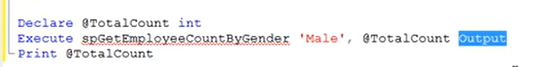 Declare @TotalCount int
Execute spGetEmployeeCountByGender 'Male', @TotalCount Output
Print @TotalCount